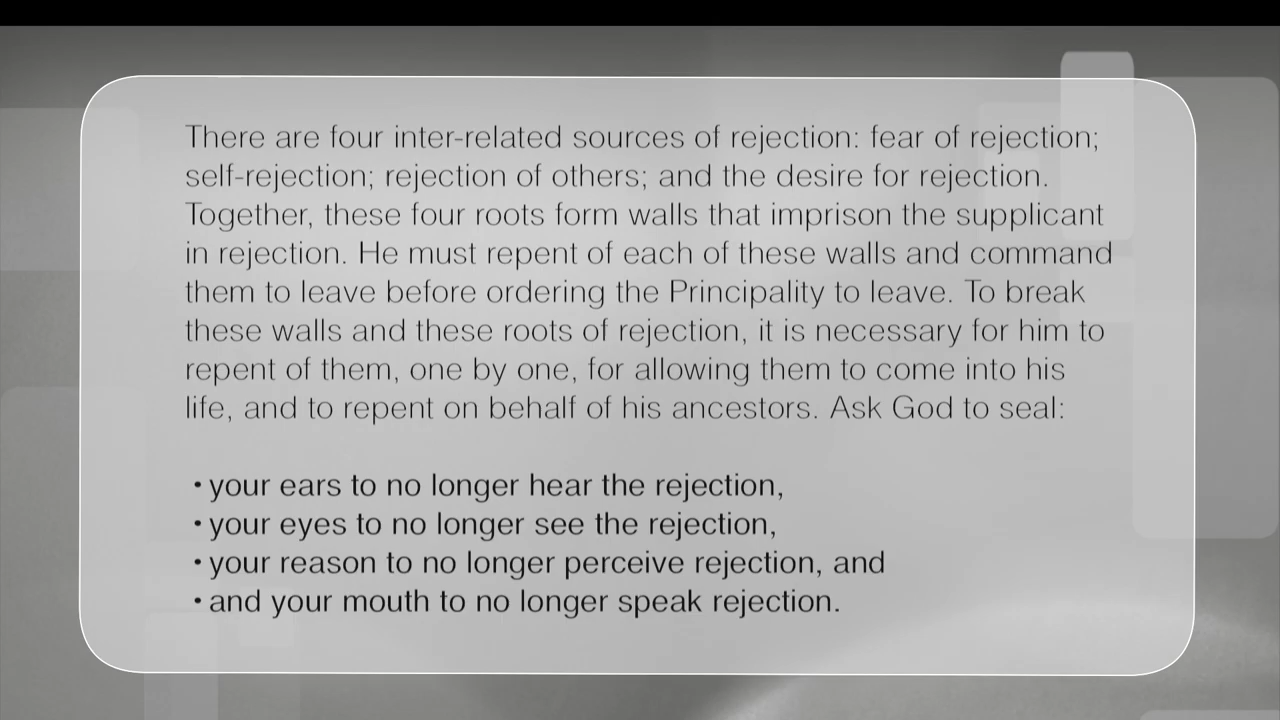 There are four inter-related sources of rejection: fear of rejection;
self-rejection; rejection of others; and the desire for rejection.
Together, these four roots form walls that imprison the supplicant
in rejection. He must repent of each of these walls and command
them to leave before ordering the Principality to leave. To break
these walls and these roots of rejection, it is necessary for him to
repent of them, one by one, for allowing them to come into his
life, and to repent on behalf of his ancestors. Ask God to seal:
• your ears to no longer hear the rejection,
• your eyes to no longer see the rejection,
• your reason to no longer perceive rejection, and
• and your mouth to no longer speak rejection.